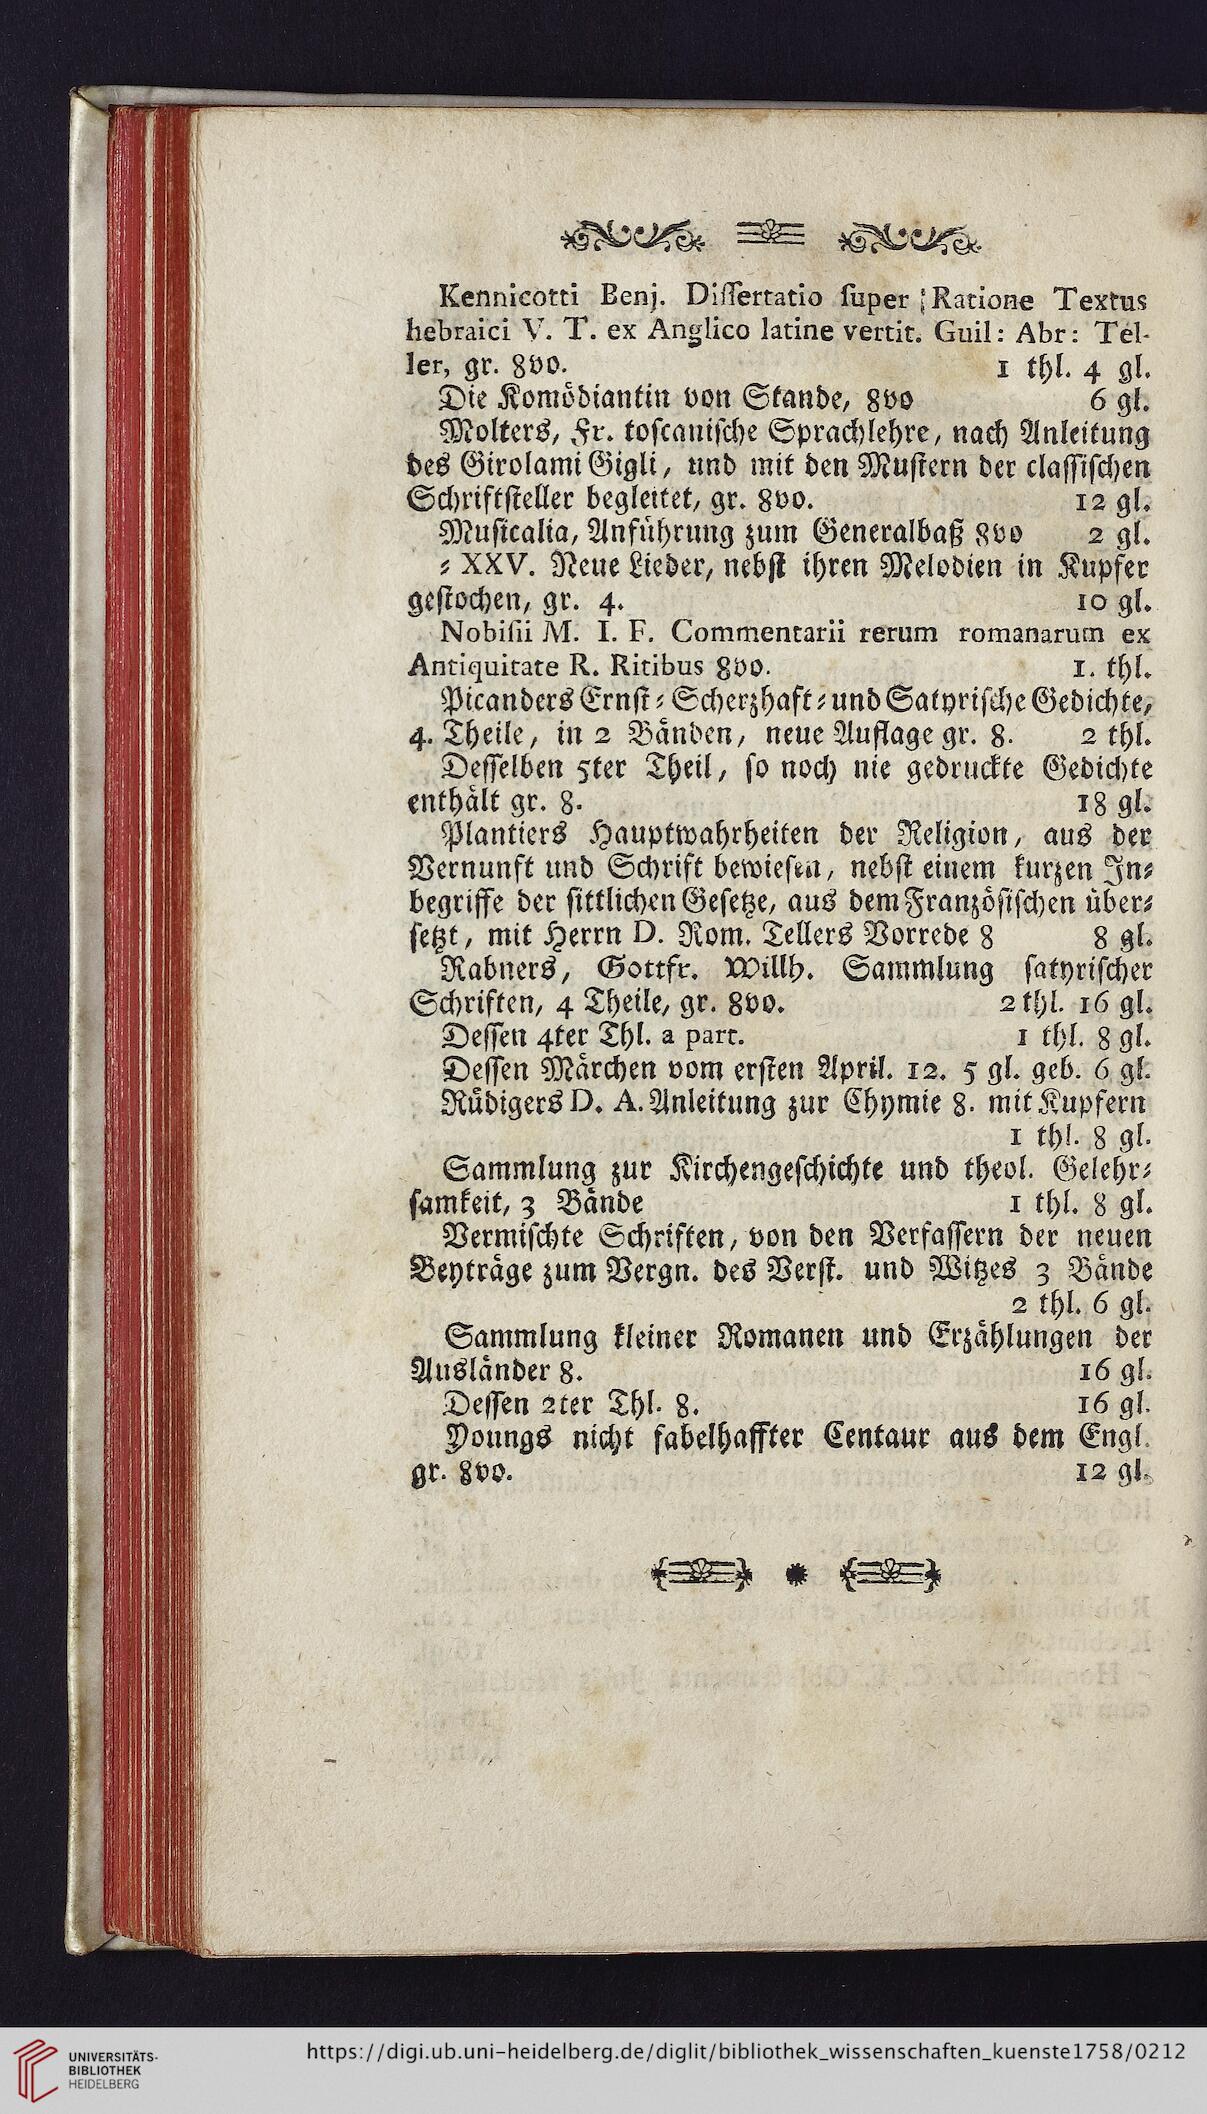 Kennicotti Benj. Diſſertatio ſuper Ratione Textus
hebraici V. T. ex Anglico latine vertit. Guil: Abr: Tel-
ler, gr. 8vo. 1 thl. 4 gl.
Die Komödiantin von Stande, 8vo 6 gl.
Molters, Fr. toſcaniſche Sprachlehre, nach Anleitung
des Girolami Gigli, und mit den Muſtern der claſſiſchen
Schriftſteller begleitet, gr. 8vo. 12 gl.
Muſicalia, Anführung zum Generalbaß 8vo 2 gl.
⸗ XXV. Neue Lieder, nebſt ihren Melodien in Kupfer
geſtochen, gr. 4. 10 gl.
Nobiſii M. I. F. Commentarii rerum romanarum ex
Antiquitate R. Ritibus 8vo. 1. thl.
Picanders Ernſt⸗Scherzhaft⸗und Satyriſche Gedichte,
4. Theile, in 2 Bänden, neue Auflage gr. 8. 2 thl.
Deſſelben 5ter Theil, ſo noch nie gedruckte Gedichte
enthält gr. 8. 18 gl.
Plantiers Hauptwahrheiten der Religion, aus der
Vernunft und Schrift bewieſen, nebſt einem kurzen In⸗
begriffe der ſittlichen Geſetze, aus dem Franzöſiſchen über⸗
ſetzt, mit Herrn D. Rom. Tellers Vorrede 8 8 gl.
Rabners, Gottfr. Willh. Sammlung ſatyriſcher
Schriften, 4 Theile, gr. 8vo. 2 thl. 16 gl.
Deſſen 4ter Thl. a part. 1 thl. 8 gl.
Deſſen Märchen vom erſten April. 12. 5 gl. geb. 6 gl.
Rüdigers D. A. Anleitung zur Chymie 8. mit Kupfern
1 thl. 8 gl.
Sammlung zur Kirchengeſchichte und theol. Gelehr⸗
ſamkeit, 3 Bände 1 thl. 8 gl.
Vermiſchte Schriften, von den Verfaſſern der neuen
Beyträge zum Vergn. des Verſt. und Witzes 3 Bände
2 thl. 6 gl.
Sammlung kleiner Romanen und Erzählungen der
Ausländer 8. 16 gl.
Deſſen 2ter Thl. 8. 16 gl.
Youngs nicht fabelhaffter Centaur aus dem Engl.
gr. 8vo. 12 gl.
UNIVERSITÄTS-
BIBLIOTHEK
HEIDELBERG
https://digi.ub.uni-heidelberg.de/diglit/bibliothek_wissenschaften_kuenste1758/0212